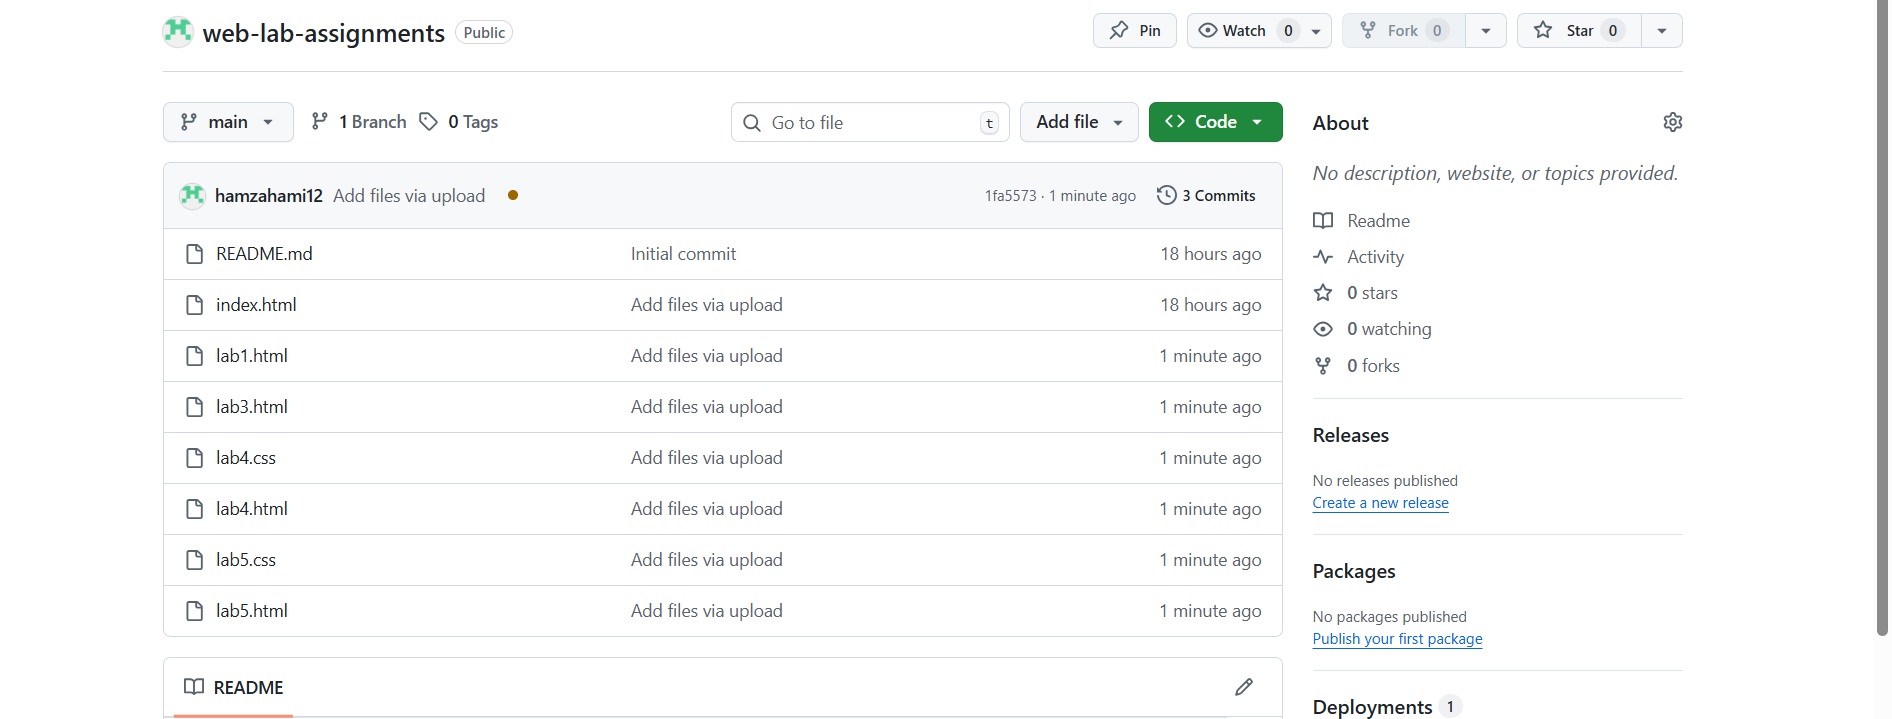 web-lab-assignments Public Pin Watch 0 Fork 0 Star 0
main 1 Branch 0 Tags Go to file t Add file Code
hamzahami12 Add files via upload 1fa5573 · 1 minute ago 3 Commits
README.md Initial commit 18 hours ago
index.html Add files via upload 18 hours ago
lab1.html Add files via upload 1 minute ago
lab3.html Add files via upload 1 minute ago
lab4.css Add files via upload 1 minute ago
lab4.html Add files via upload 1 minute ago
lab5.css Add files via upload 1 minute ago
lab5.html Add files via upload 1 minute ago
README
About
No description, website, or topics provided.
Readme
Activity
0 stars
0 watching
0 forks
Releases
No releases published
Create a new release
Packages
No packages published
Publish your first package
Deployments 1